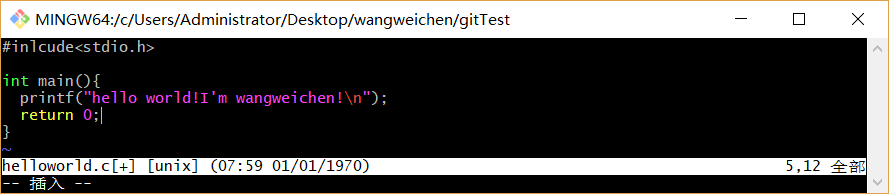 MINGW64:/c/Users/Administrator/Desktop/wangweichen/gitTest
#inlcude<stdio.h>
int main(){
  printf("hello world!I'm wangweichen!\n");
  return 0;
}
~
helloworld.c[+] [unix] (07:59 01/01/1970) 5,12 全部
-- 插入 --